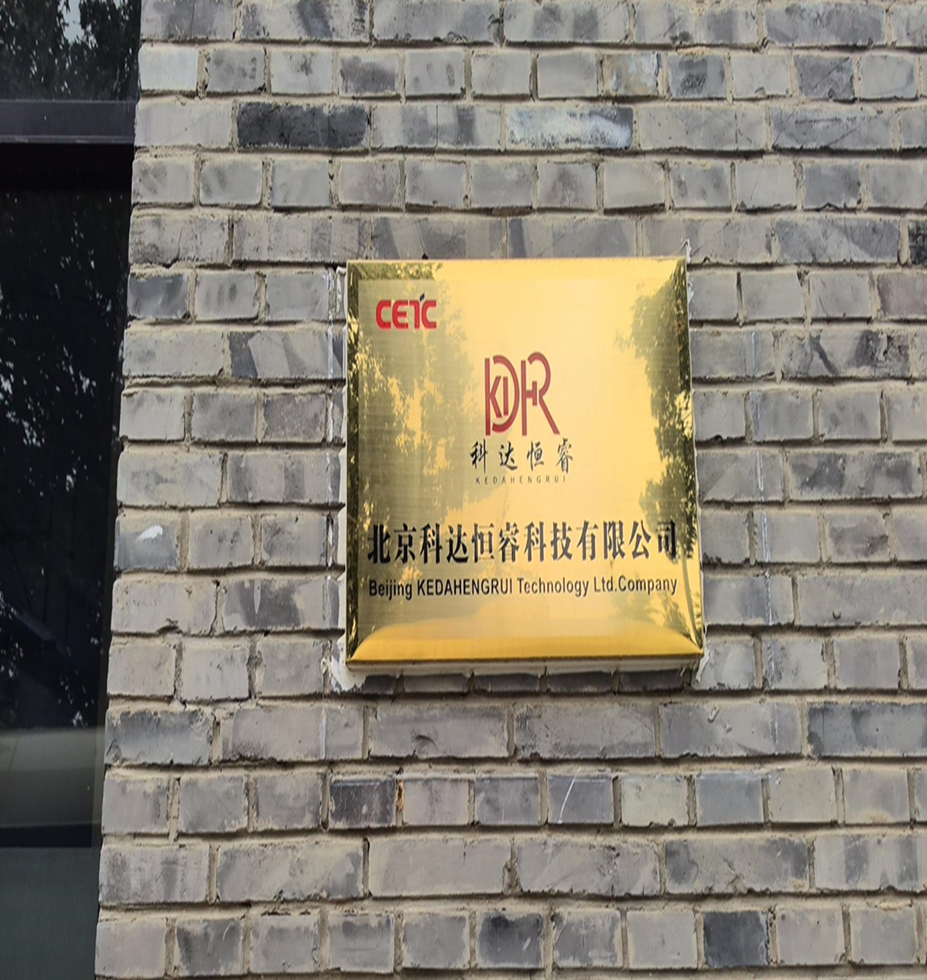 CETC
KDHR
科达恒睿
KEDAHENGRUI
北京科达恒睿科技有限公司
Beijing KEDAHENGRUI Technology Ltd.Company